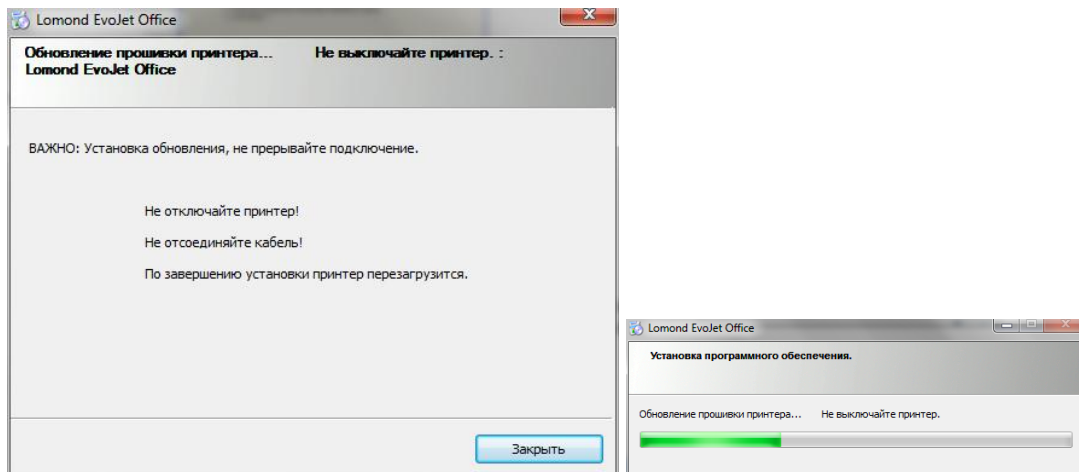 Lomond EvoJet Office
Обновление прошивки принтера... Не выключайте принтер. :
Lomond EvoJet Office
ВАЖНО: Установка обновления, не прерывайте подключение.
Не отключайте принтер!
Не отсоединяйте кабель!
По завершению установки принтер перезагрузится.
Закрыть
Lomond EvoJet Office
Установка программного обеспечения.
Обновление прошивки принтера... Не выключайте принтер.